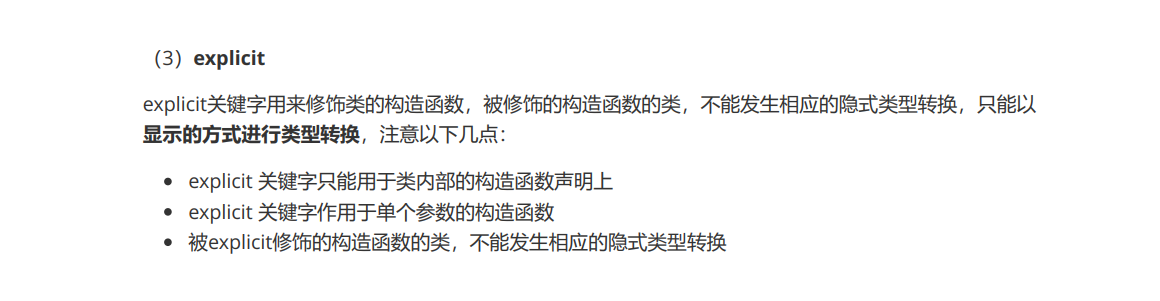 （3）explicit
explicit关键字用来修饰类的构造函数，被修饰的构造函数的类，不能发生相应的隐式类型转换，只能以
显示的方式进行类型转换，注意以下几点：
• explicit 关键字只能用于类内部的构造函数声明上
• explicit 关键字作用于单个参数的构造函数
• 被explicit修饰的构造函数的类，不能发生相应的隐式类型转换